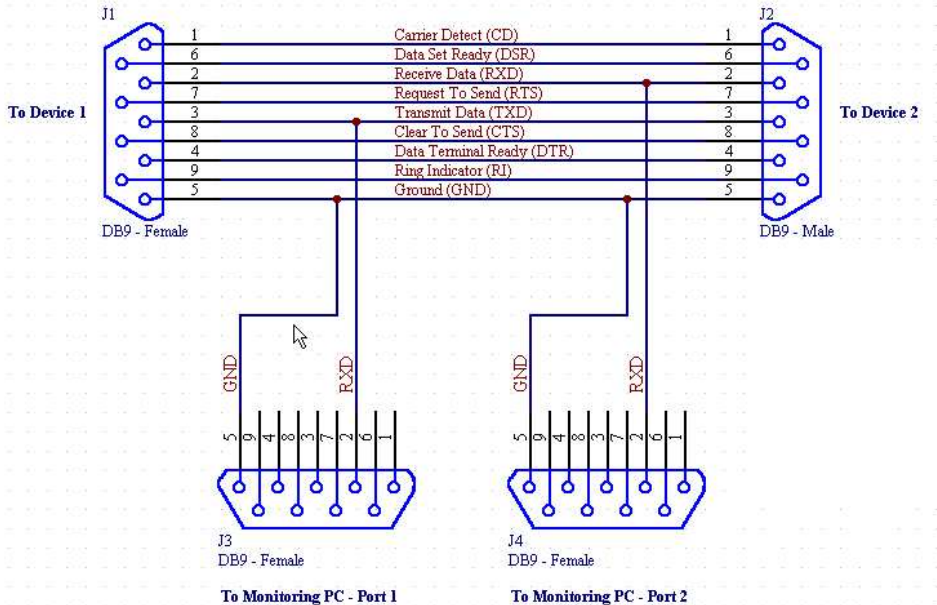 J1 J2
1 Carrier Detect (CD) 1
6 Data Set Ready (DSR) 6
2 Receive Data (RXD) 2
7 Request To Send (RTS) 7
To Device 1 3 Transmit Data (TXD) 3 To Device 2
8 Clear To Send (CTS) 8
4 Data Terminal Ready (DTR) 4
9 Ring Indicator (RI) 9
5 Ground (GND) 5
DB9 - Female DB9 - Male
GND RXD GND RXD
5 9 4 8 3 7 2 6 1 5 9 4 8 3 7 2 6 1
J3 J4
DB9 - Female DB9 - Female
To Monitoring PC - Port 1 To Monitoring PC - Port 2